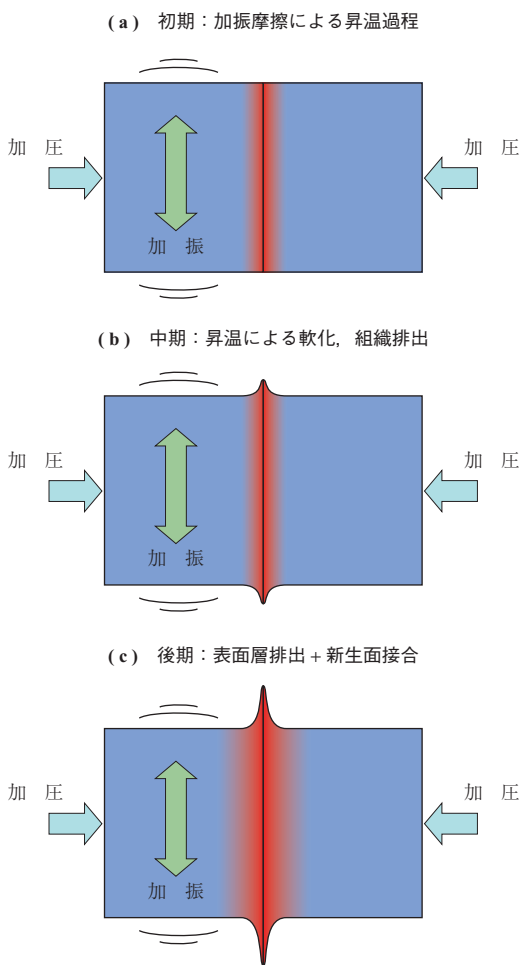 (a) 初期：加振摩擦による昇温過程
加 圧
加 圧
加 振
(b) 中期：昇温による軟化，組織排出
加 圧
加 圧
加 振
(c) 後期：表面層排出 + 新生面接合
加 圧
加 圧
加 振